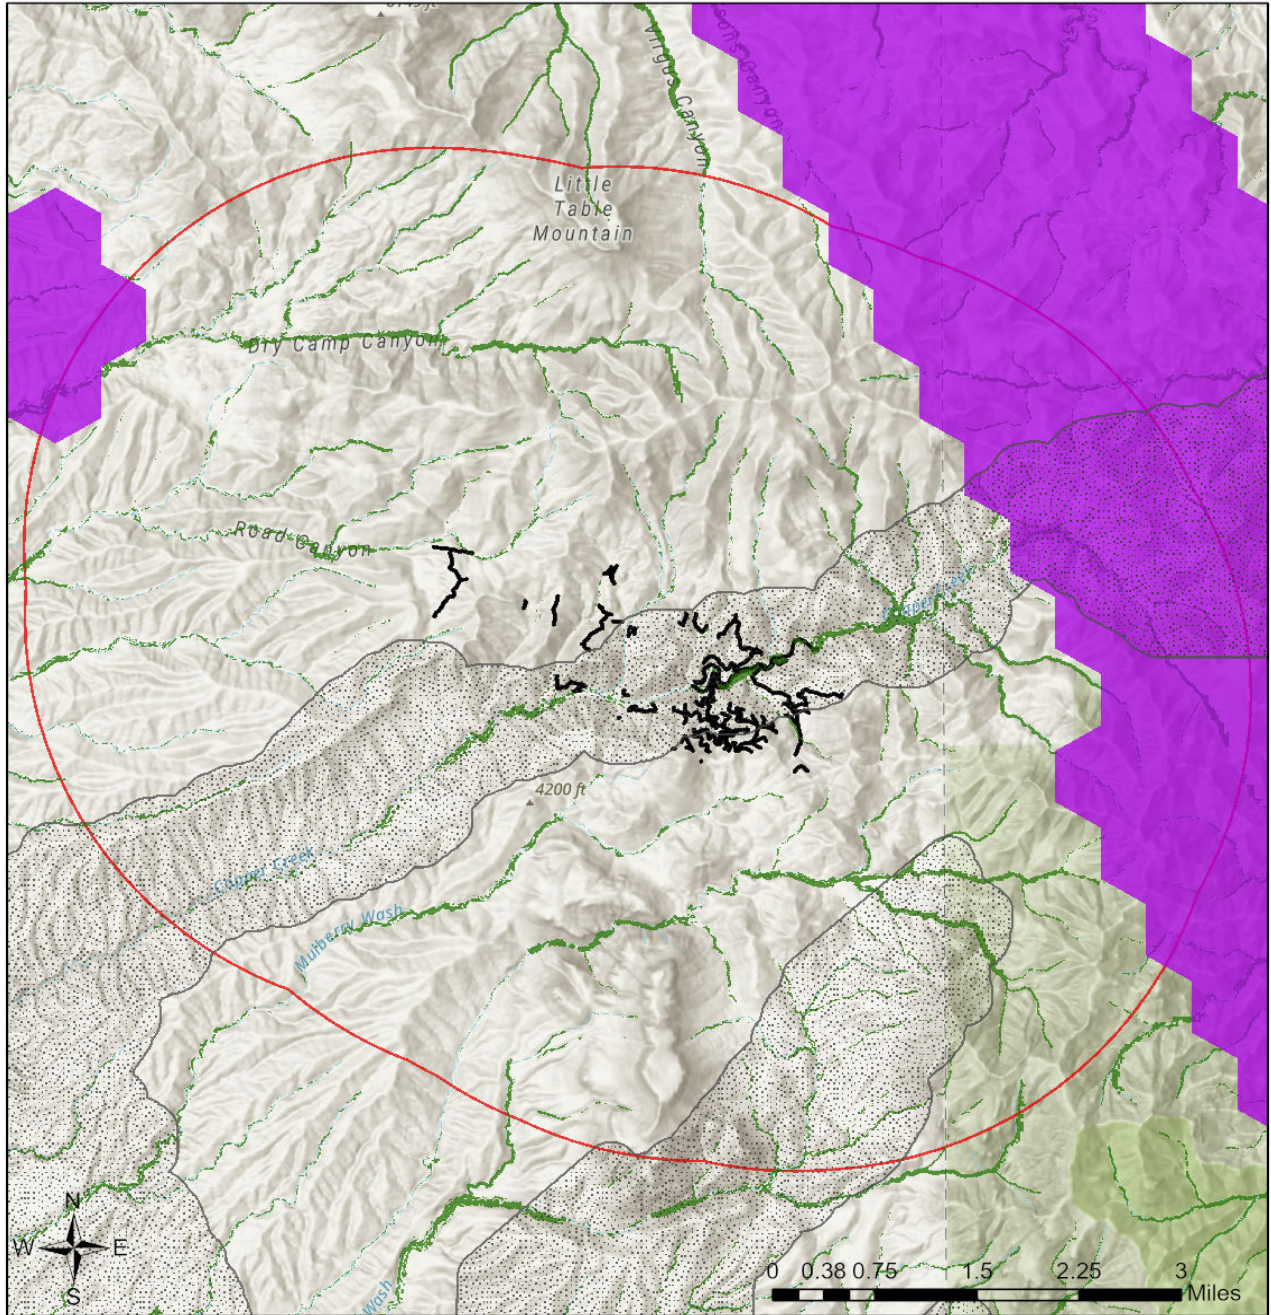 Vingus Canyon
Little
Table
Mountain
Dry Camp Canyon
Road Canyon
Copper Creek
4200 ft
Copper Creek
Mulberry Wash
N
W E
S
Wash
0 0.38 0.75 1.5 2.25 3
Miles